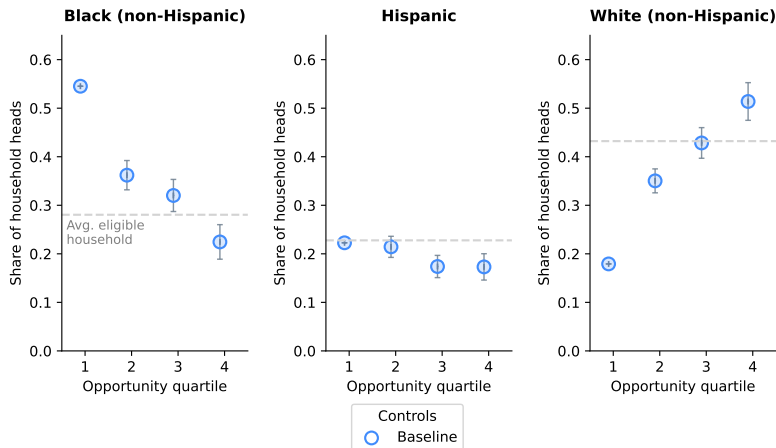 Black (non-Hispanic)
Hispanic
White (non-Hispanic)
Share of household heads
0.6
0.5
0.4
0.3
0.2
0.1
0.0
Avg. eligible
household
1 2 3 4
Opportunity quartile
Share of household heads
0.6
0.5
0.4
0.3
0.2
0.1
0.0
1 2 3 4
Opportunity quartile
Share of household heads
0.6
0.5
0.4
0.3
0.2
0.1
0.0
1 2 3 4
Opportunity quartile
Controls
Baseline